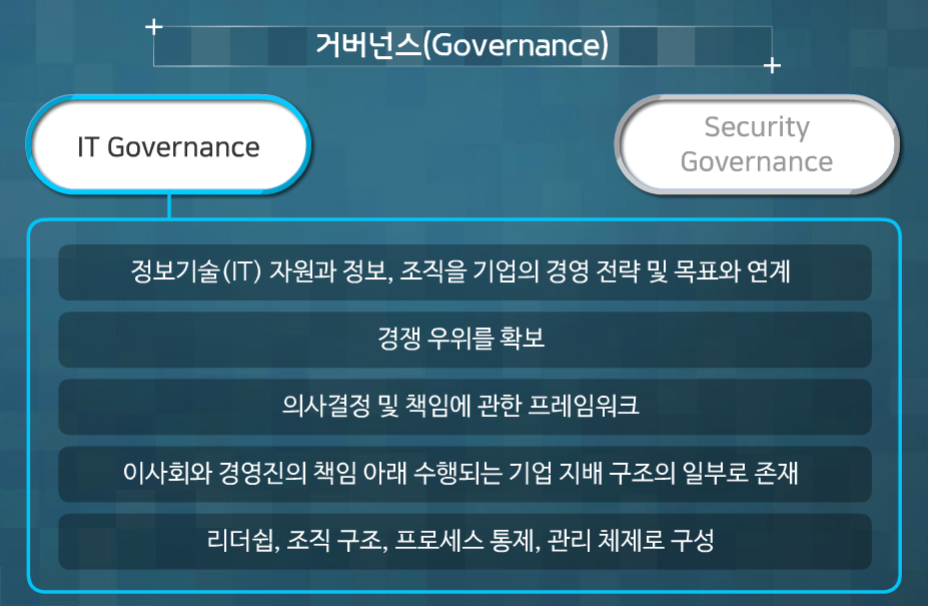 거버넌스(Governance)
IT Governance
Security
Governance
정보기술(IT) 자원과 정보, 조직을 기업의 경영 전략 및 목표와 연계
경쟁 우위를 확보
의사결정 및 책임에 관한 프레임워크
이사회와 경영진의 책임 아래 수행되는 기업 지배 구조의 일부로 존재
리더쉽, 조직 구조, 프로세스 통제, 관리 체제로 구성